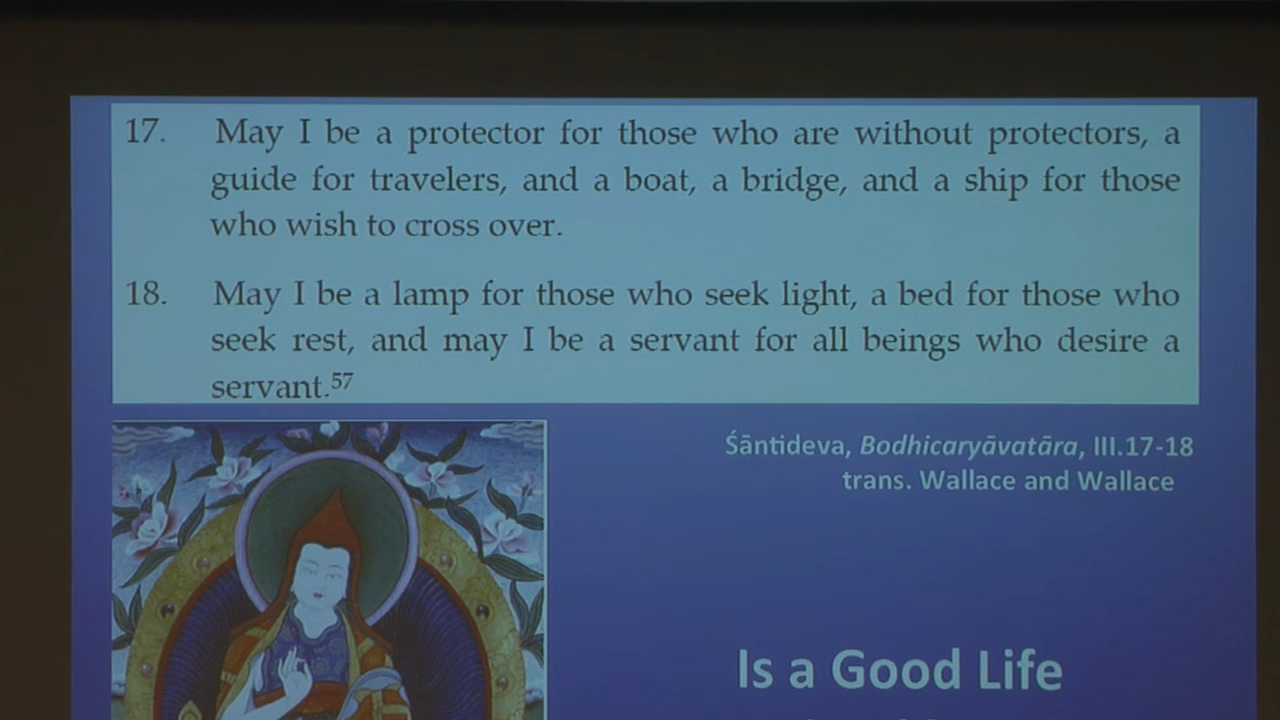 17. May I be a protector for those who are without protectors, a
guide for travelers, and a boat, a bridge, and a ship for those
who wish to cross over.
18. May I be a lamp for those who seek light, a bed for those who
seek rest, and may I be a servant for all beings who desire a
servant.57
Śāntideva, Bodhicaryāvatāra, III.17-18
trans. Wallace and Wallace
Is a Good Life